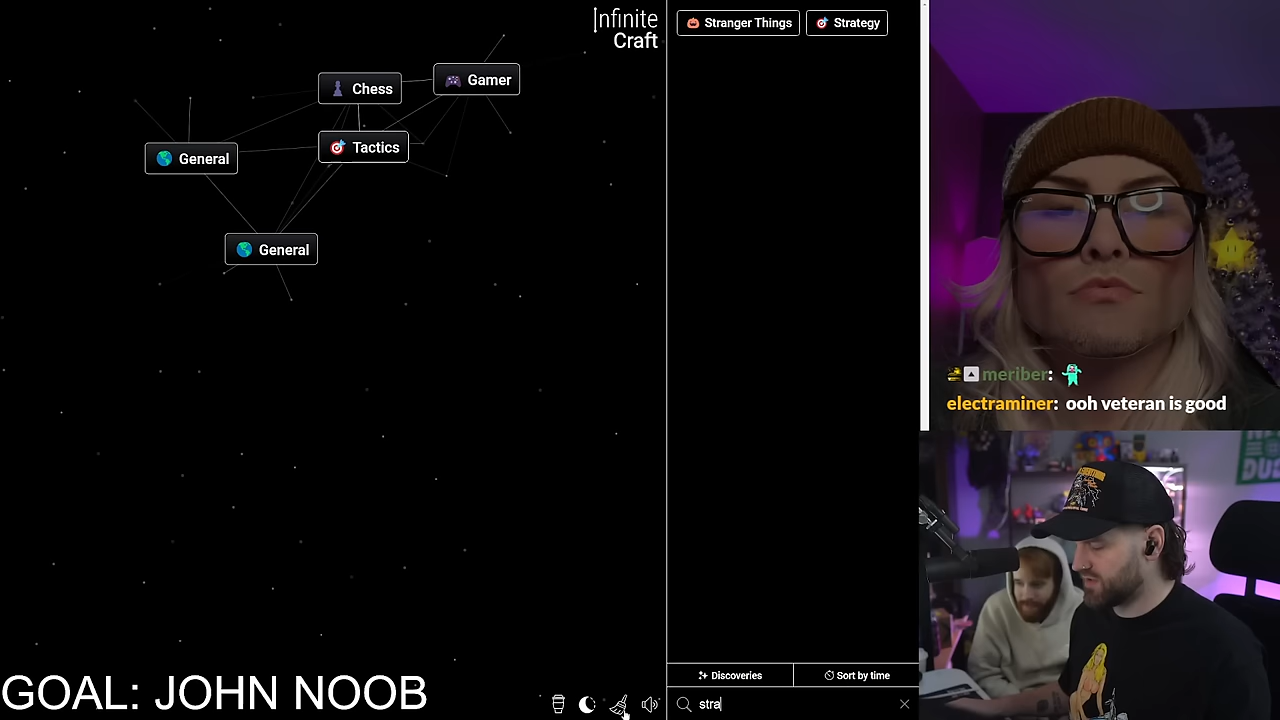 Infinite
Craft
Stranger Things
Strategy
Gamer
Chess
Tactics
General
General
meriber:
electraminer: ooh veteran is good
Discoveries
Sort by time
stra
GOAL: JOHN NOOB